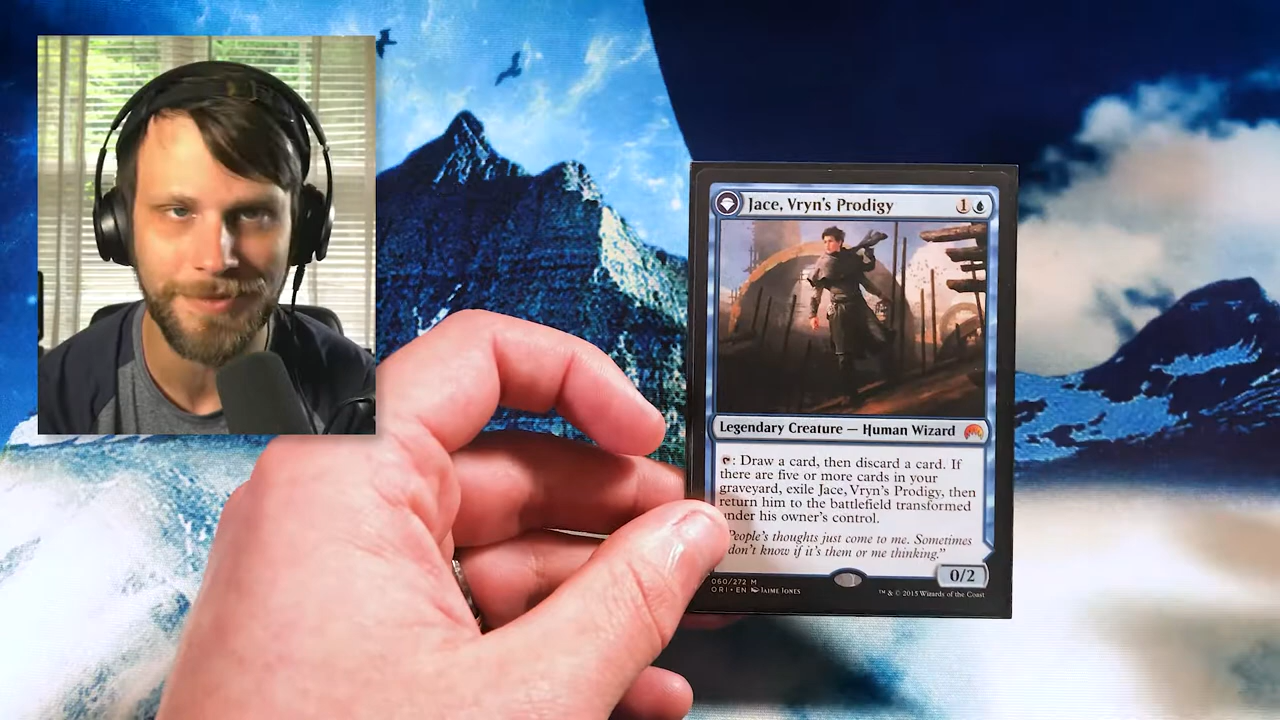 Jace, Vryn's Prodigy 1
Legendary Creature — Human Wizard
: Draw a card, then discard a card. If
there are five or more cards in your
graveyard, exile Jace, Vryn's Prodigy, then
return him to the battlefield transformed
under his owner's control.
"People's thoughts just come to me. Sometimes
don't know if it's them or me thinking."
0/2
060/272 M
ORI • EN JAIME JONES
™ & © 2015 Wizards of the Coast